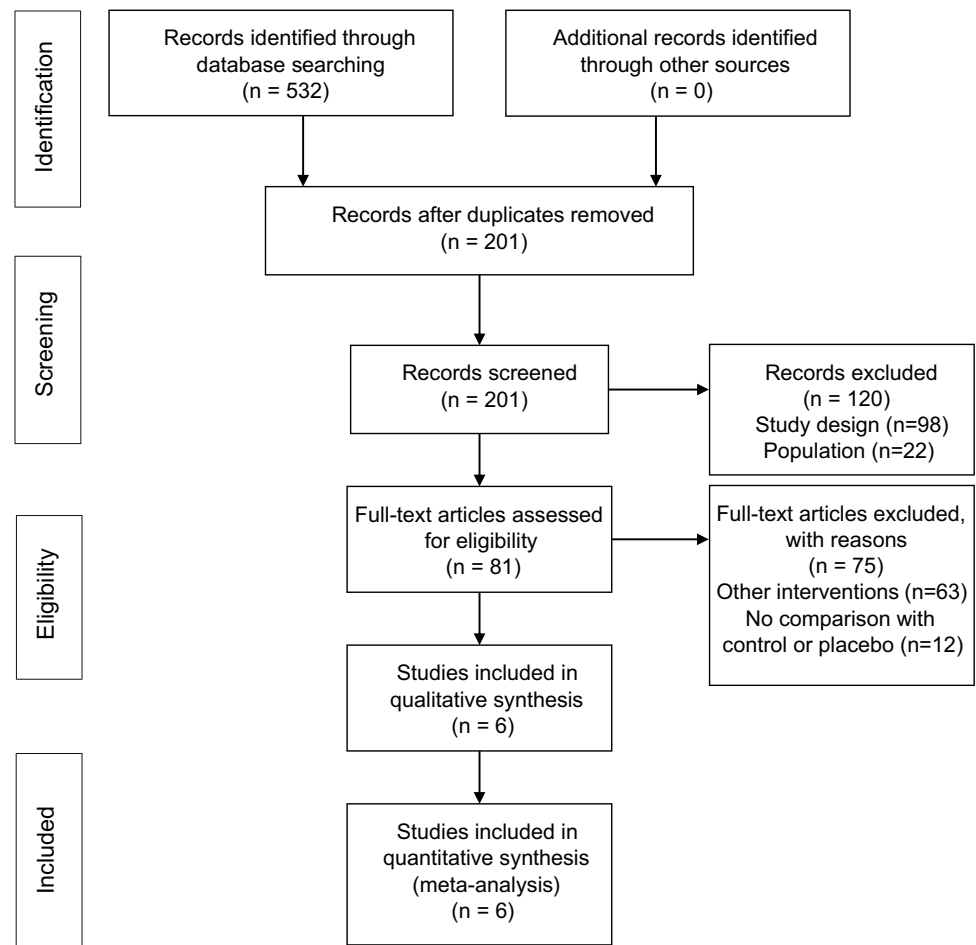 Identification
Records identified through
database searching
(n = 532)
Additional records identified
through other sources
(n = 0)
Records after duplicates removed
(n = 201)
Screening
Records screened
(n = 201)
Records excluded
(n = 120)
Study design (n=98)
Population (n=22)
Eligibility
Full-text articles assessed
for eligibility
(n = 81)
Full-text articles excluded,
with reasons
(n = 75)
Other interventions (n=63)
No comparison with
control or placebo (n=12)
Studies included in
qualitative synthesis
(n = 6)
Included
Studies included in
quantitative synthesis
(meta-analysis)
(n = 6)